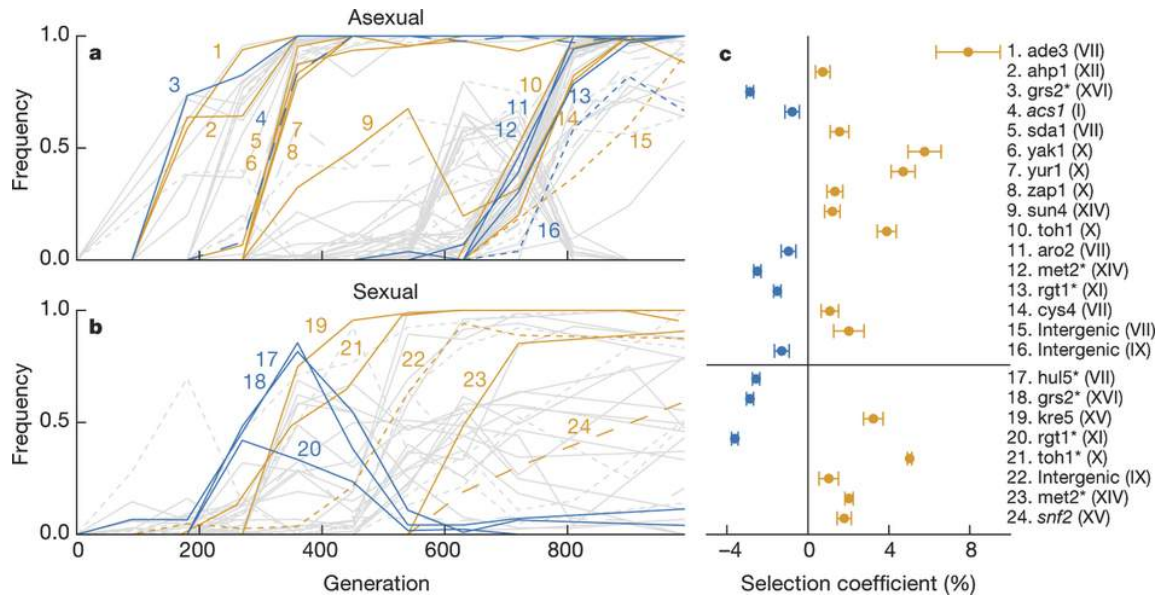 Asexual
a
1.0
0.5
0.0
Frequency
1
2
3
4
5
6
7
8
9
10
11
12
13
14
15
16
Sexual
b
1.0
0.5
0.0
Frequency
17
18
19
20
21
22
23
24
0
200
400
600
800
Generation
c
1. ade3 (VII)
2. ahp1 (XII)
3. grs2* (XVI)
4. acs1 (I)
5. sda1 (VII)
6. yak1 (X)
7. yur1 (X)
8. zap1 (X)
9. sun4 (XIV)
10. toh1 (X)
11. aro2 (VII)
12. met2* (XIV)
13. rgt1* (XI)
14. cys4 (VII)
15. Intergenic (VII)
16. Intergenic (IX)
17. hul5* (VII)
18. grs2* (XVI)
19. kre5 (XV)
20. rgt1* (XI)
21. toh1* (X)
22. Intergenic (IX)
23. met2* (XIV)
24. snf2 (XV)
−4
0
4
8
Selection coefficient (%)